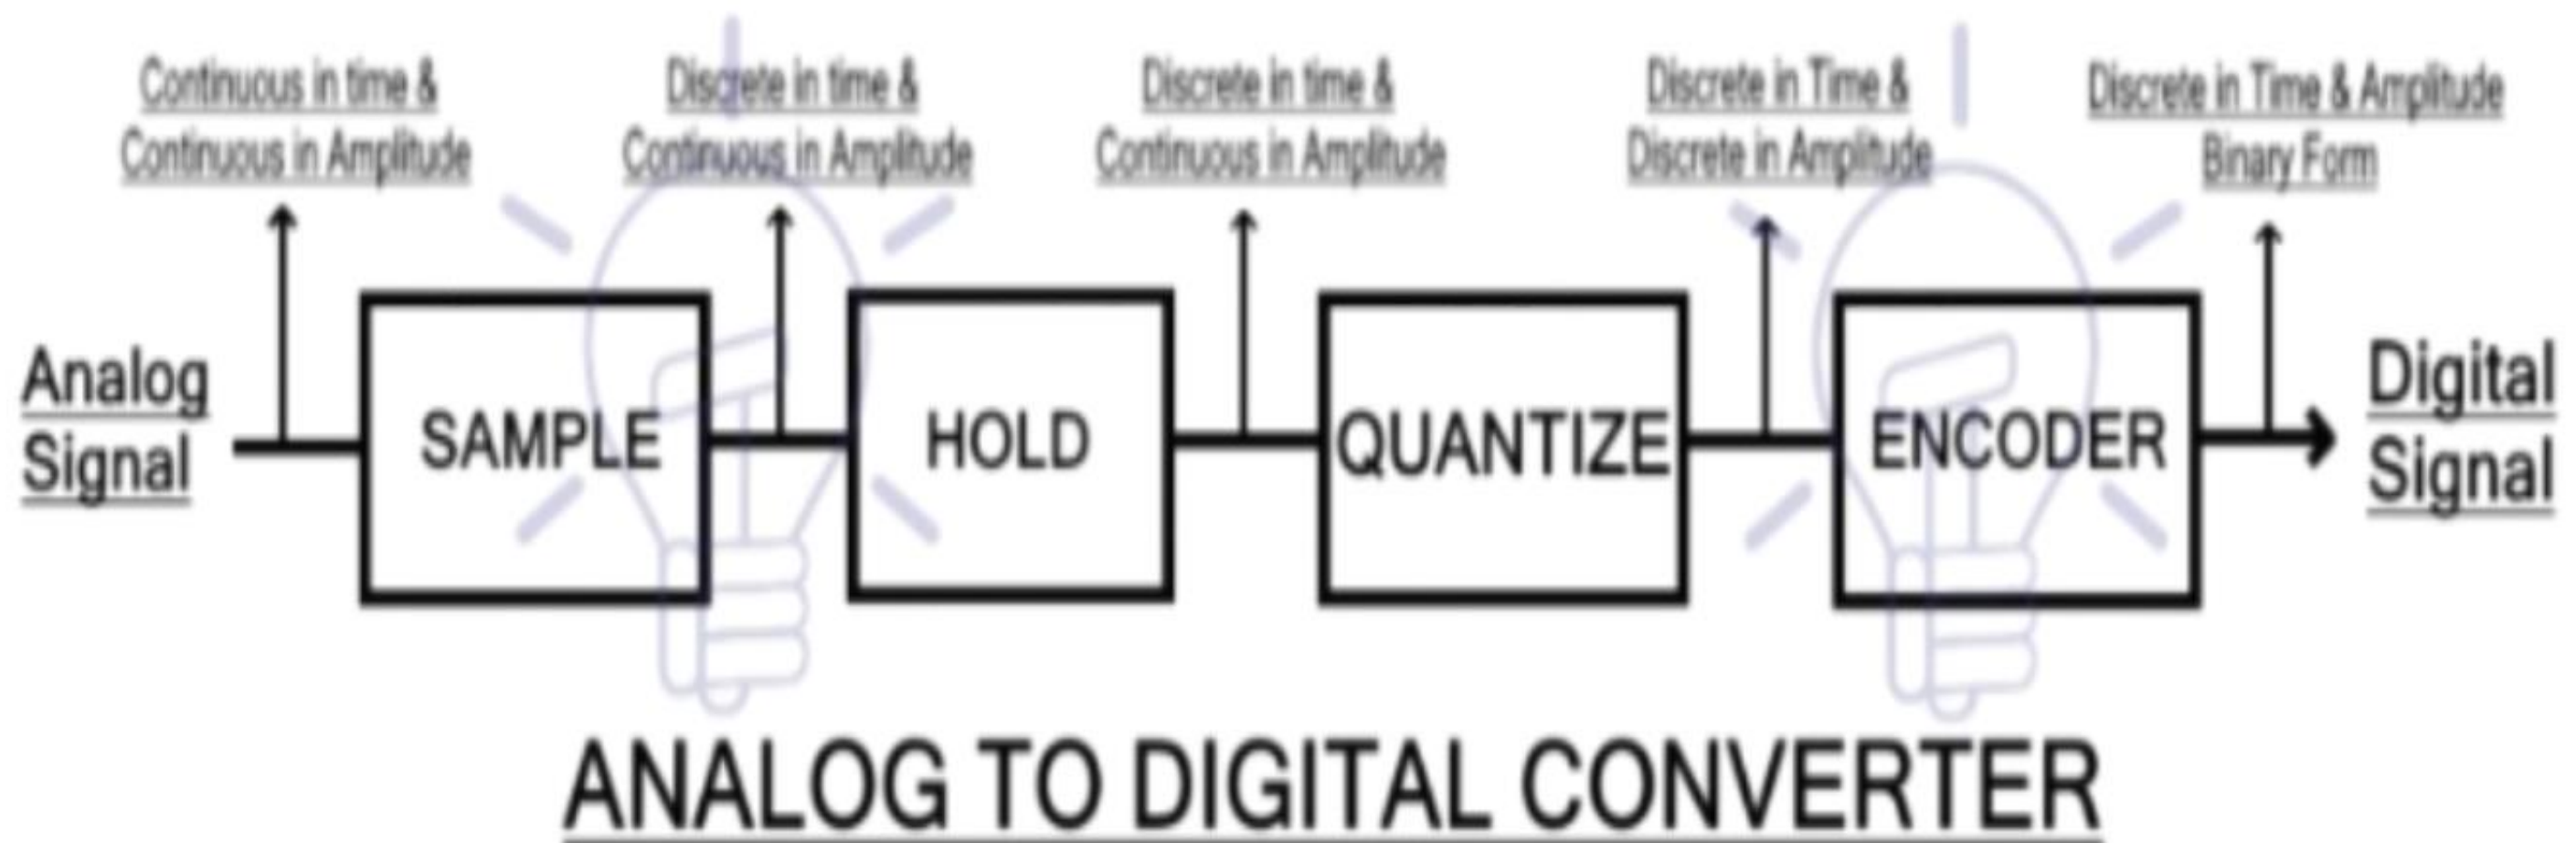 Continuous in time &
Continuous in Amplitude
Discrete in time &
Continuous in Amplitude
Discrete in time &
Continuous in Amplitude
Discrete in Time &
Discrete in Amplitude
Discrete in Time & Amplitude
Binary Form
Analog
Signal
SAMPLE
HOLD
QUANTIZE
ENCODER
Digital
Signal
ANALOG TO DIGITAL CONVERTER